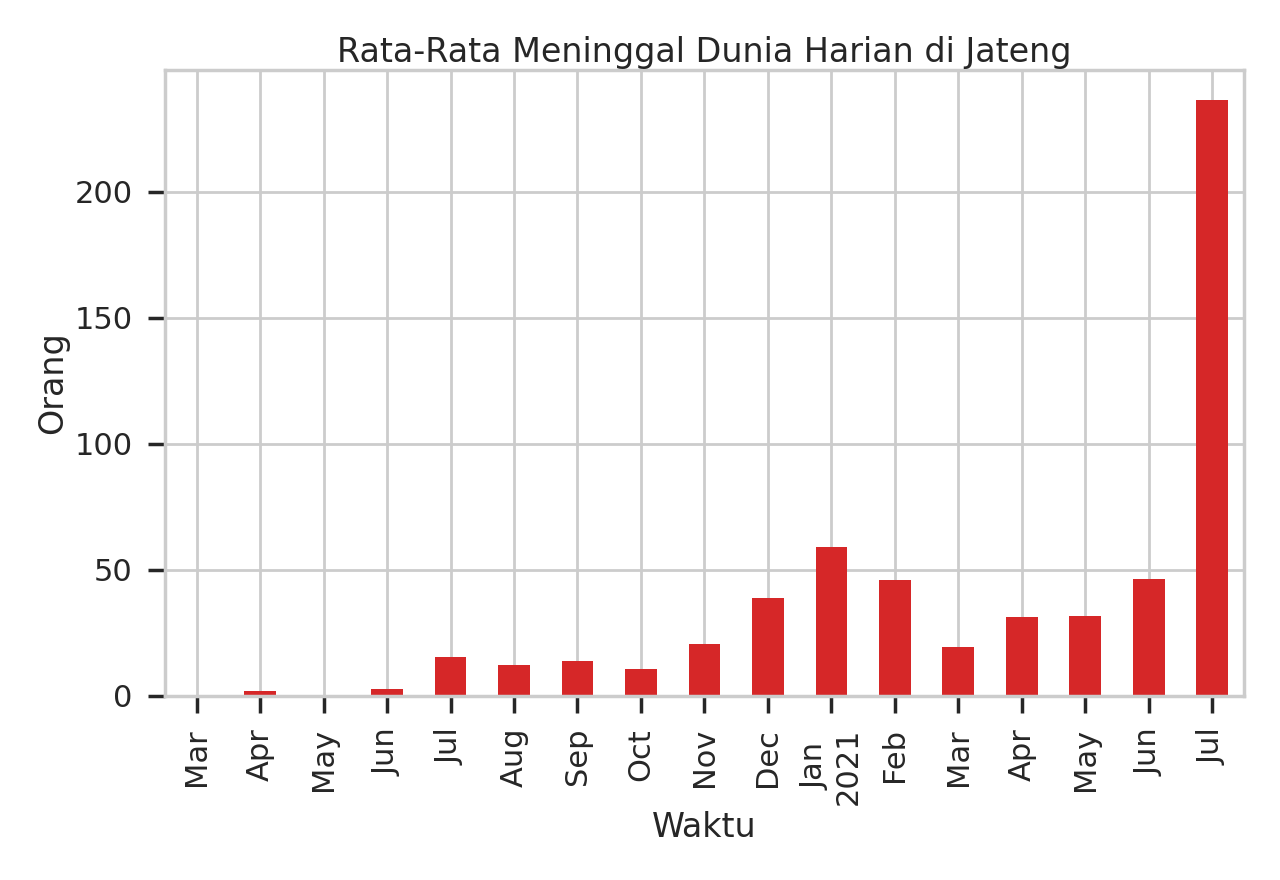 Rata-Rata Meninggal Dunia Harian di Jateng
Orang
200
150
100
50
0
Mar
Apr
May
Jun
Jul
Aug
Sep
Oct
Nov
Dec
Jan
2021
Feb
Mar
Apr
May
Jun
Jul
Waktu